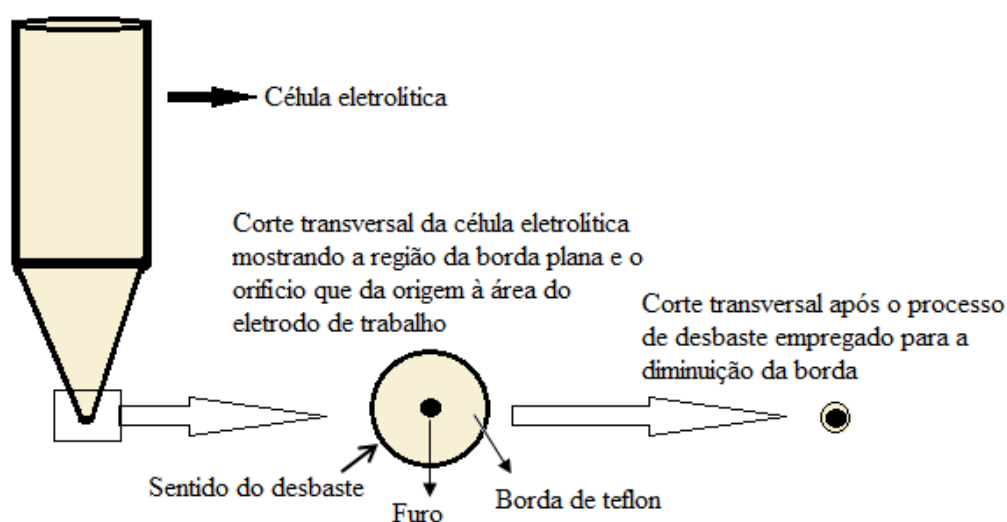 Célula eletrolítica
Corte transversal da célula eletrolítica
mostrando a região da borda plana e o
orifício que da origem à área do
eletrodo de trabalho
Corte transversal após o processo
de desbaste empregado para a
diminuição da borda
Sentido do desbaste
Furo
Borda de teflon